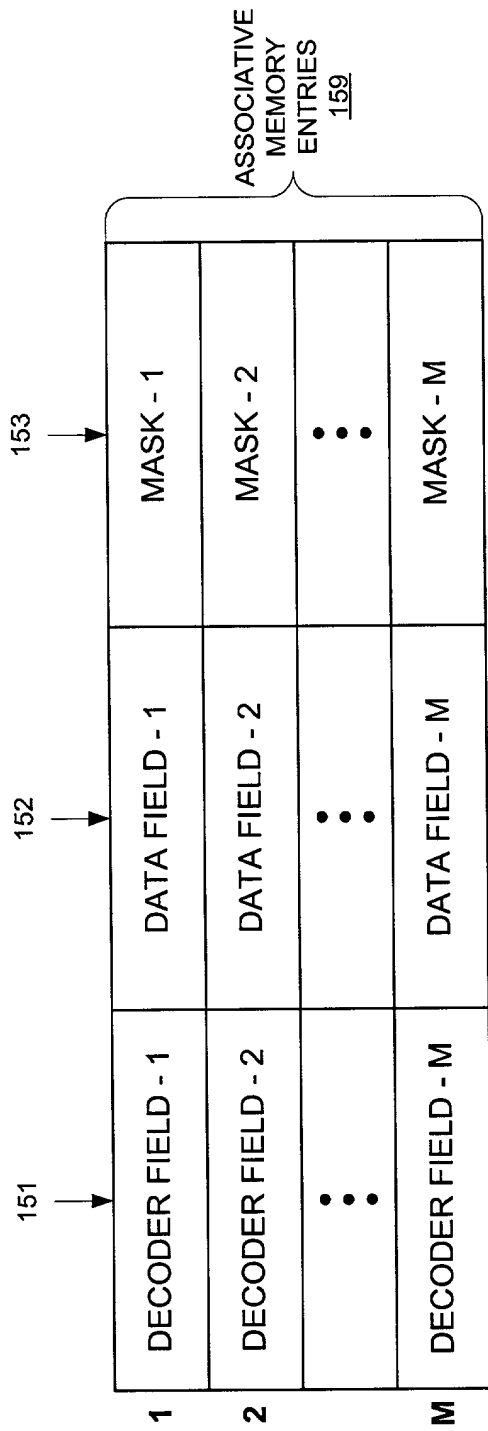 151 152 153
1 DECODER FIELD - 1 DATA FIELD - 1 MASK - 1
2 DECODER FIELD - 2 DATA FIELD - 2 MASK - 2
M DECODER FIELD - M DATA FIELD - M MASK - M
ASSOCIATIVE
MEMORY
ENTRIES
159